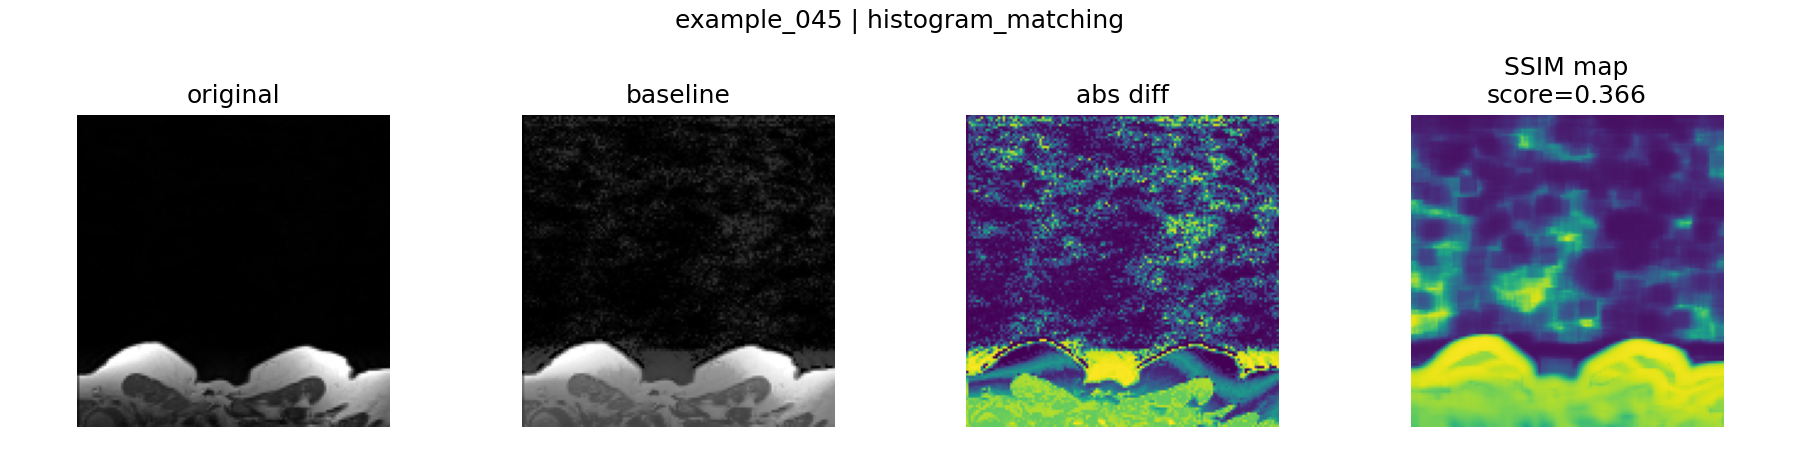 example_045 | histogram_matching
original
baseline
abs diff
SSIM map
score=0.366